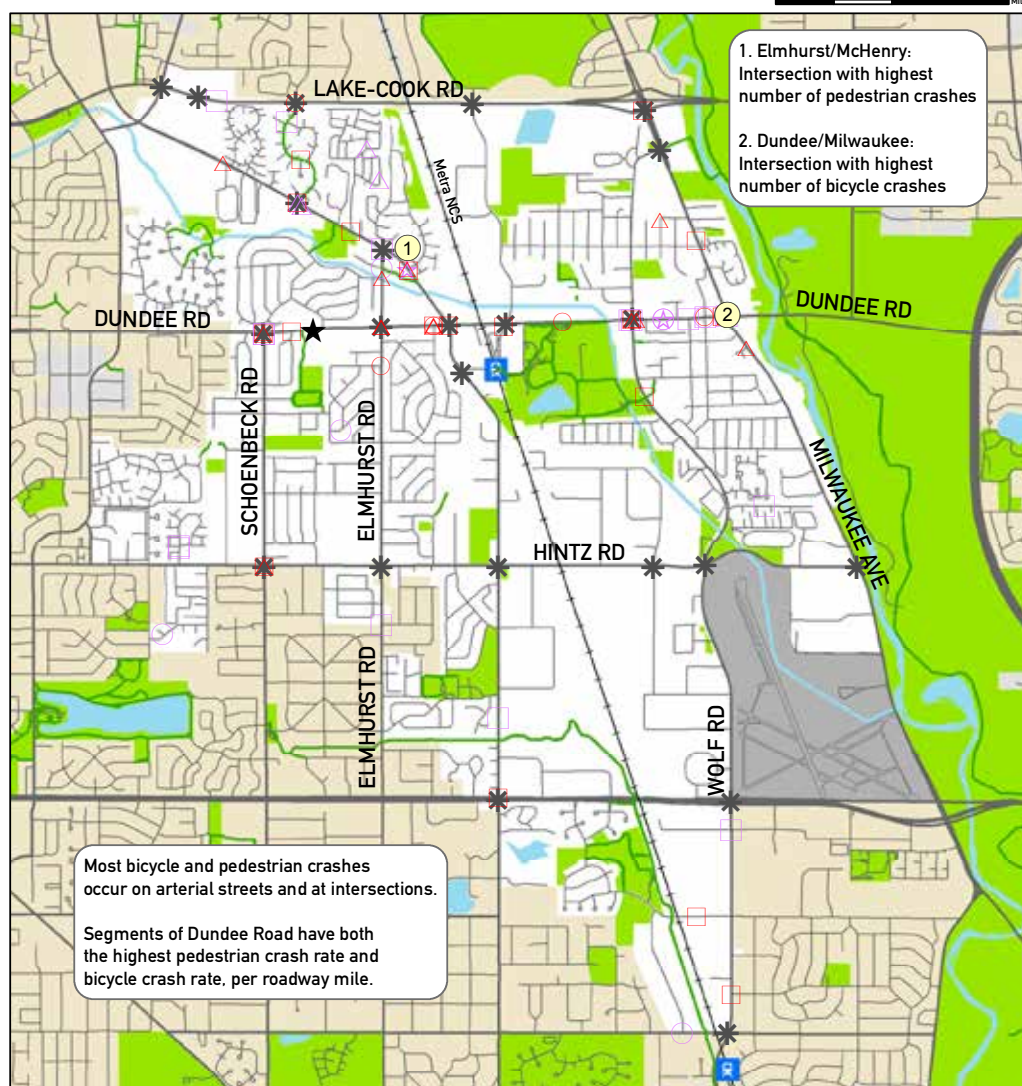 1. Elmhurst/McHenry:
Intersection with highest
number of pedestrian crashes
2. Dundee/Milwaukee:
Intersection with highest
number of bicycle crashes
LAKE-COOK RD
Metra NCS
1
DUNDEE RD
2
DUNDEE RD
SCHOENBECK RD
ELMHURST RD
MILWAUKEE AVE
HINTZ RD
ELMHURST RD
WOLF RD
Most bicycle and pedestrian crashes
occur on arterial streets and at intersections.
Segments of Dundee Road have both
the highest pedestrian crash rate and
bicycle crash rate, per roadway mile.